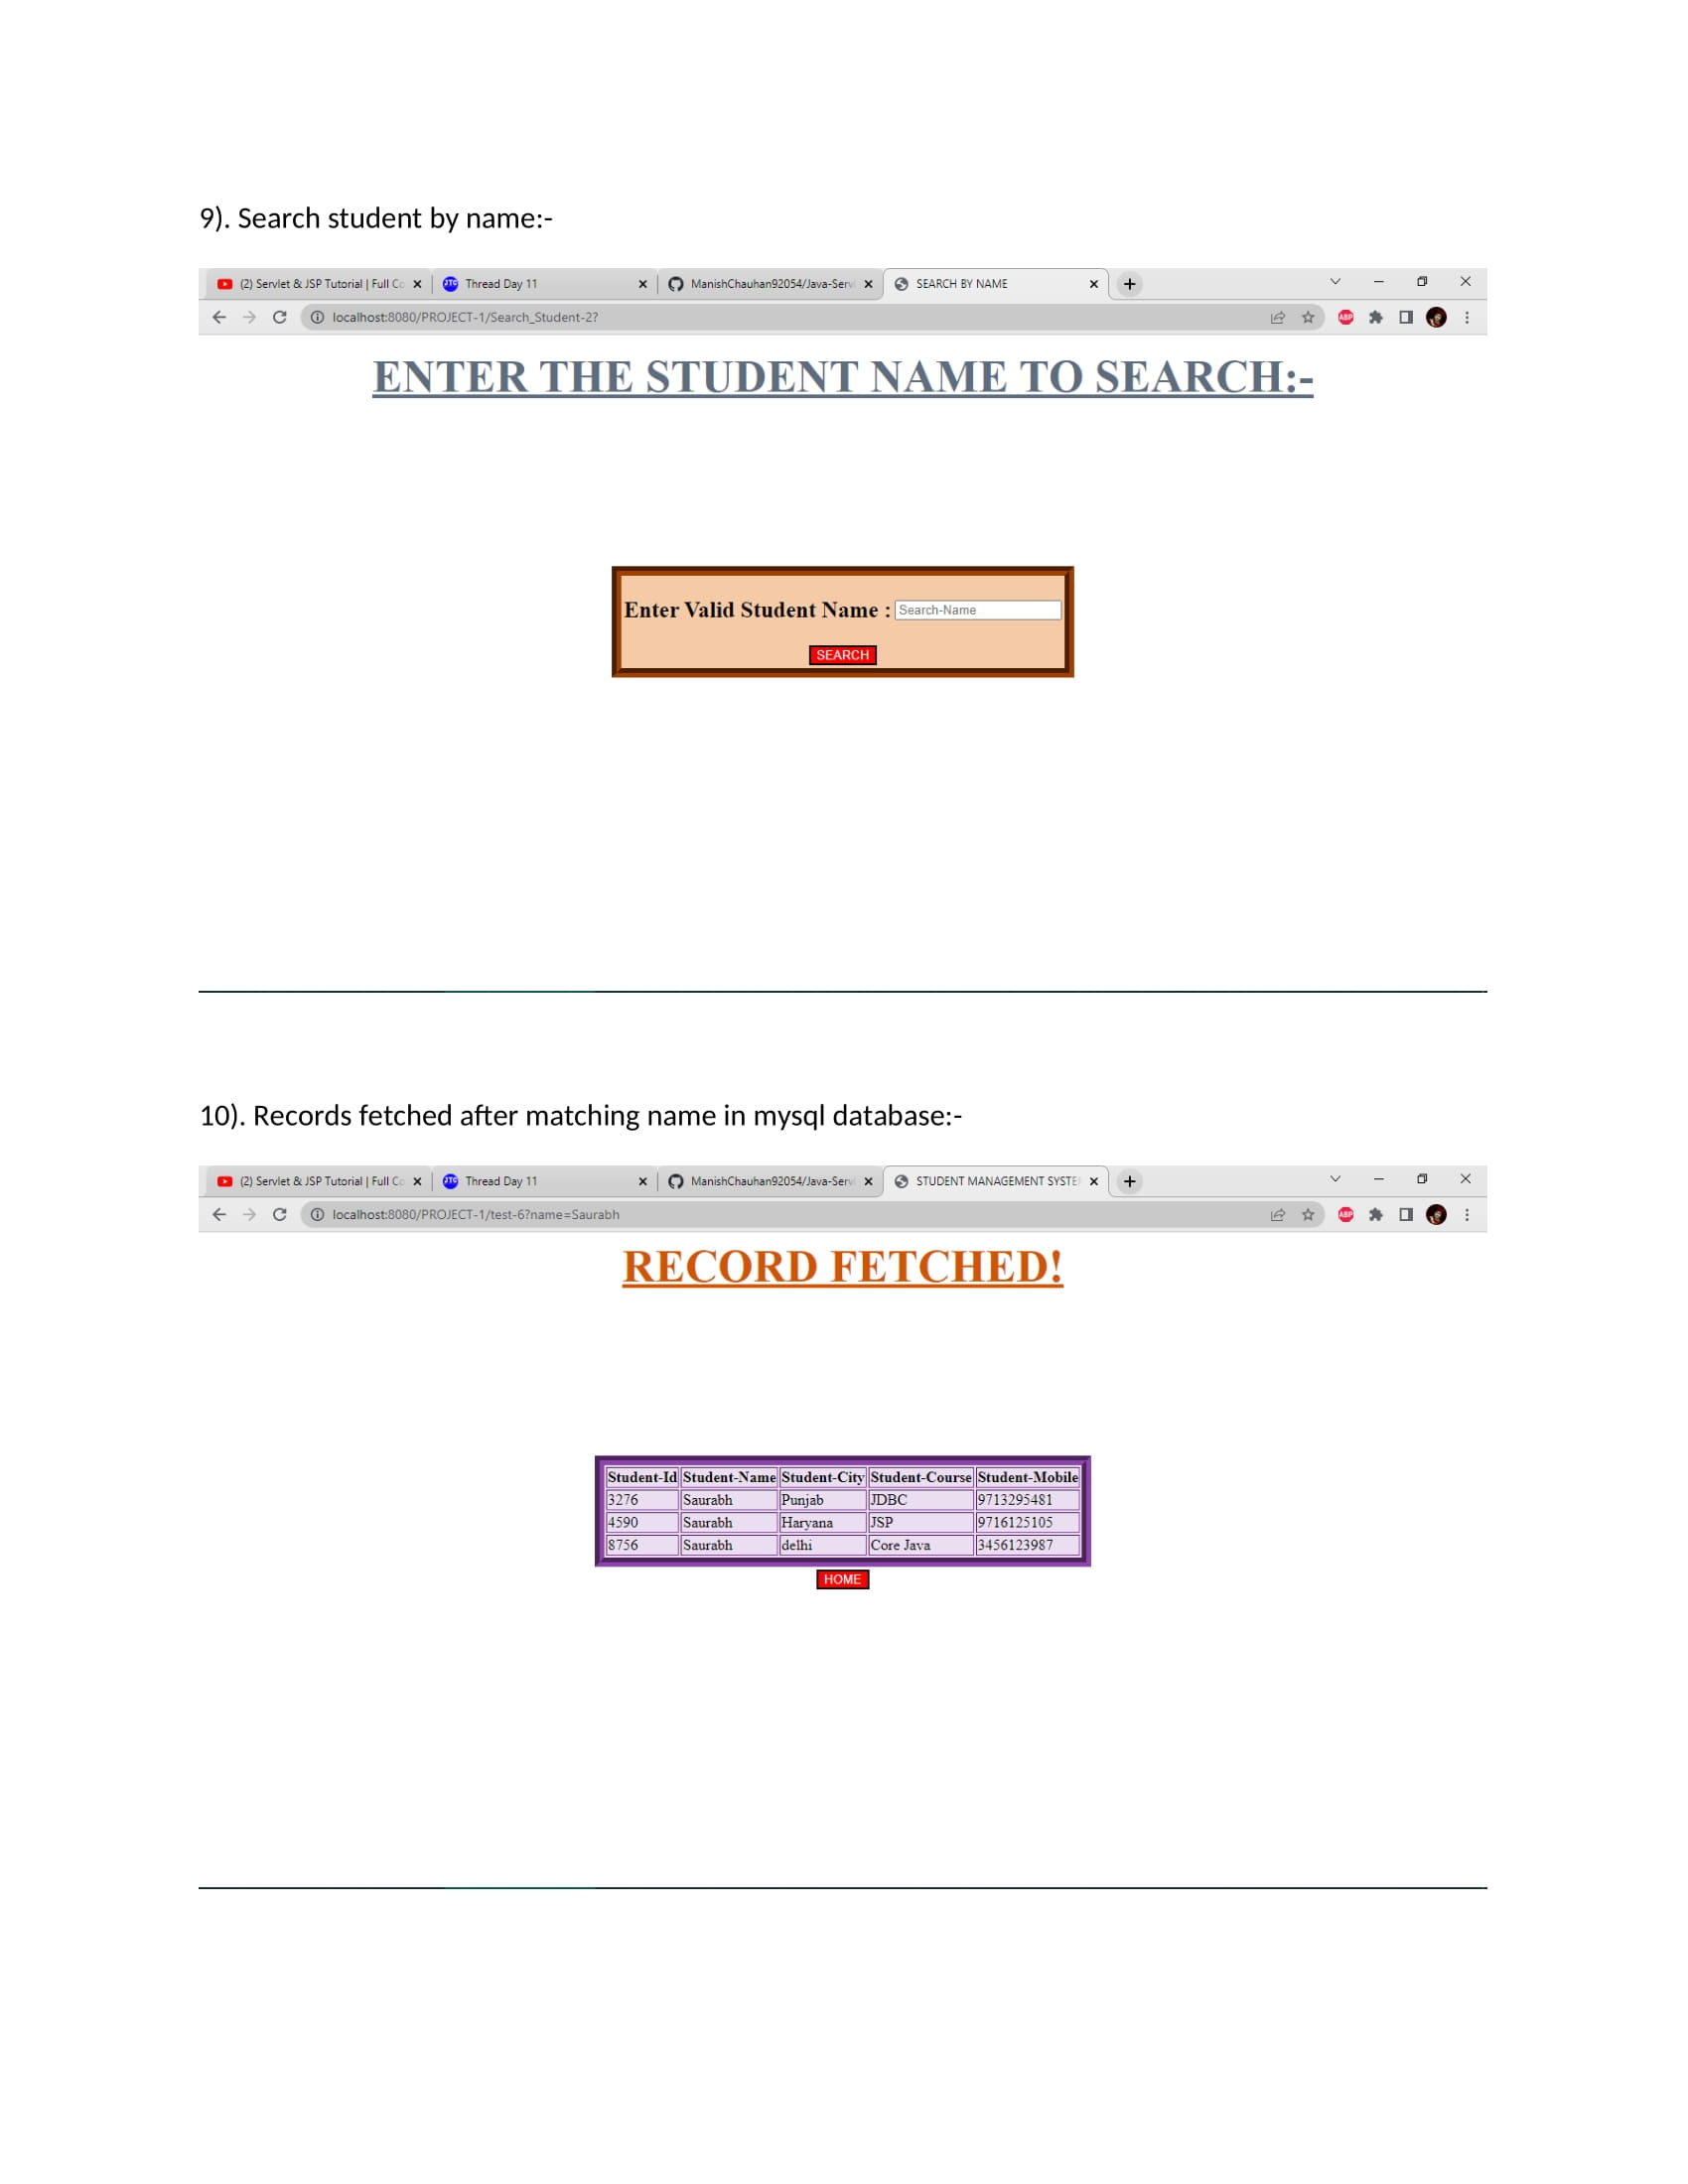 9). Search student by name:-
(2) Servlet & JSP Tutorial | Full Co Thread Day 11 ManishChauhan92054/Java-Serv SEARCH BY NAME
localhost:8080/PROJECT-1/Search_Student-2?
ENTER THE STUDENT NAME TO SEARCH:-
Enter Valid Student Name : Search-Name
SEARCH
10). Records fetched after matching name in mysql database:-
(2) Servlet & JSP Tutorial | Full Co Thread Day 11 ManishChauhan92054/Java-Serv STUDENT MANAGEMENT SYSTE
localhost:8080/PROJECT-1/test-6?name=Saurabh
RECORD FETCHED!
Student-Id Student-Name Student-City Student-Course Student-Mobile
3276 Saurabh Punjab JDBC 9713295481
4590 Saurabh Haryana JSP 9716125105
8756 Saurabh delhi Core Java 3456123987
HOME